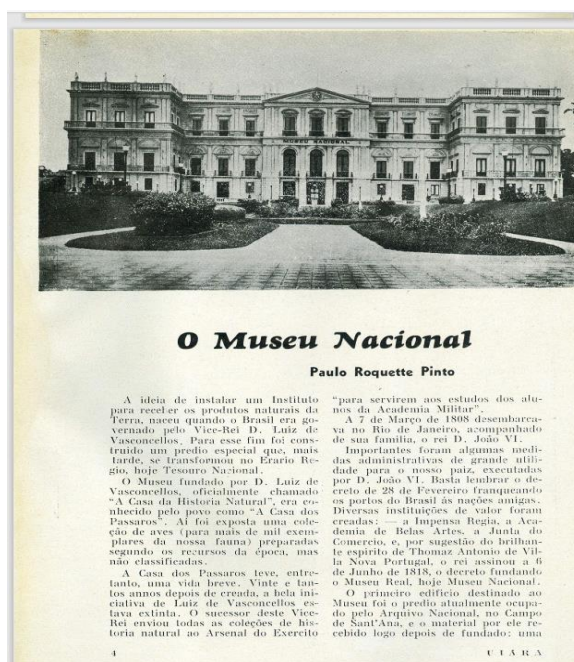 MUSEU NACIONAL
O Museu Nacional
Paulo Roquette Pinto
A ideia de instalar um Instituto
para receber os produtos naturais da
Terra, naceu quando o Brasil era go-
vernado pelo Vice-Rei D. Luiz de
Vasconcellos. Para esse fim foi cons-
truido um predio especial que, mais
tarde, se transformou no Erario Re-
gio, hoje Tesouro Nacional.
O Museu fundado por D. Luiz de
Vasconcellos, oficialmente chamado
"A Casa da Historia Natural", era co-
nhecido pelo povo como "A Casa dos
Passaros". Aí foi exposta uma cole-
ção de aves (para mais de mil exem-
plares da nossa fauna) preparadas
segundo os recursos da época, mas
não classificadas.
A Casa dos Passaros teve, entre-
tanto, uma vida breve. Vinte e tan-
tos annos depois de creada, a bela ini-
ciativa de Luiz de Vasconcellos es-
tava extinta. O sucessor deste Vice-
Rei enviou todas as coleções de his-
toria natural ao Arsenal do Exercito
"para servirem aos estudos dos alu-
nos da Academia Militar".
A 7 de Março de 1808 desembarca-
va no Rio de Janeiro, acompanhado
de sua familia, o rei D. João VI.
Importantes foram algumas medi-
das administrativas de grande utili-
dade para o nosso paiz, executadas
por D. João VI. Basta lembrar o de-
creto de 28 de Fevereiro franqueando
os portos do Brasil ás nações amigas.
Diversas instituições de valor foram
creadas: — a Impensa Regia, a Aca-
demia de Belas Artes, a Junta do
Comercio, e, por sugestão do brilhan-
te espirito de Thomaz Antonio de Vil-
la Nova Portugal, o rei assinou a 6
de Junho de 1818, o decreto fundando
o Museu Real, hoje Museu Nacional.
O primeiro edificio destinado ao
Museu foi o predio atualmente ocupa-
do pelo Arquivo Nacional, no Campo
de Sant'Ana, e o material por ele re-
cebido logo depois de fundado: uma
4
UIÁRA